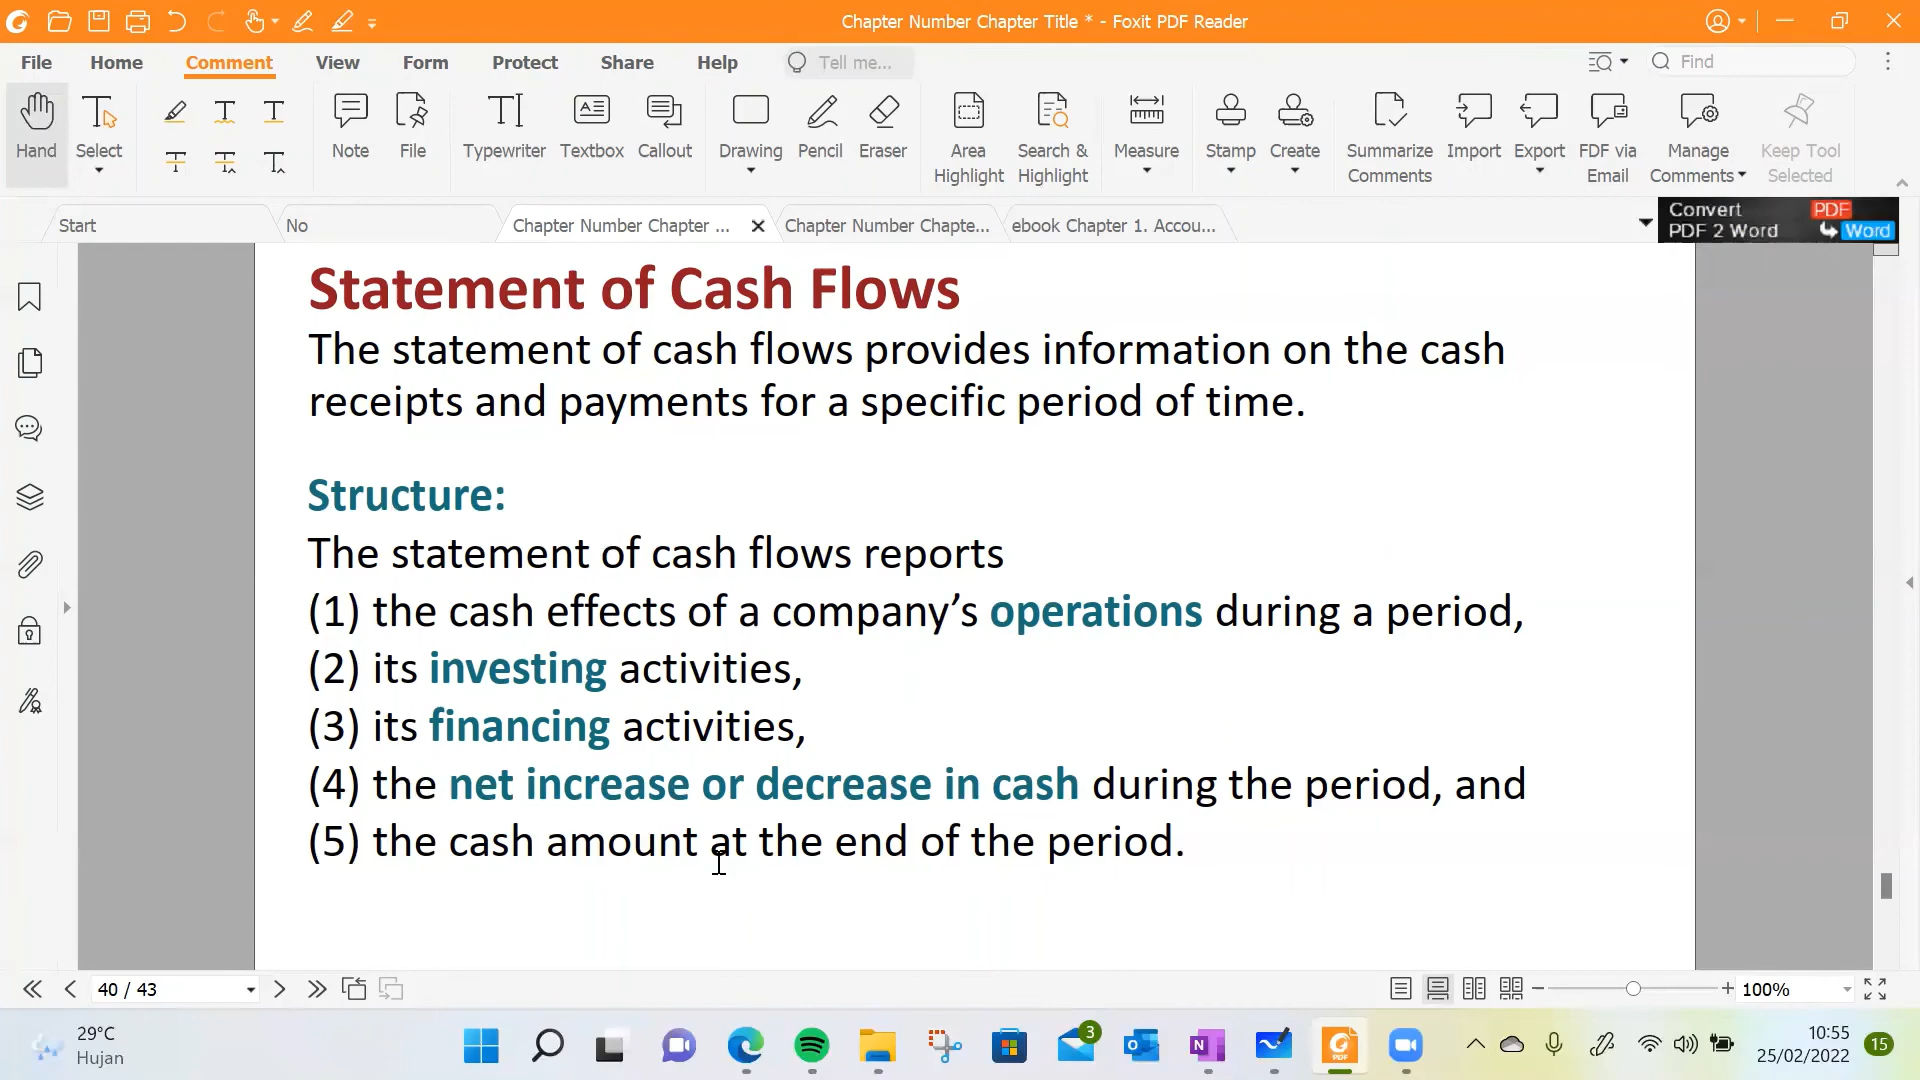 Chapter Number Chapter Title * - Foxit PDF Reader
File Home Comment View Form Protect Share Help Tell me... Find
Hand Select Note File Typewriter Textbox Callout Drawing Pencil Eraser Area Highlight Search & Highlight Measure Stamp Create Summarize Comments Import Export FDF via Email Manage Comments Keep Tool Selected
Start No Chapter Number Chapter ... Chapter Number Chapte... ebook Chapter 1. Accou...
Convert PDF
PDF 2 Word Word
Statement of Cash Flows
The statement of cash flows provides information on the cash
receipts and payments for a specific period of time.
Structure:
The statement of cash flows reports
(1) the cash effects of a company’s operations during a period,
(2) its investing activities,
(3) its financing activities,
(4) the net increase or decrease in cash during the period, and
(5) the cash amount at the end of the period.
40 / 43 100%
29°C
Hujan
3
10:55
25/02/2022
15